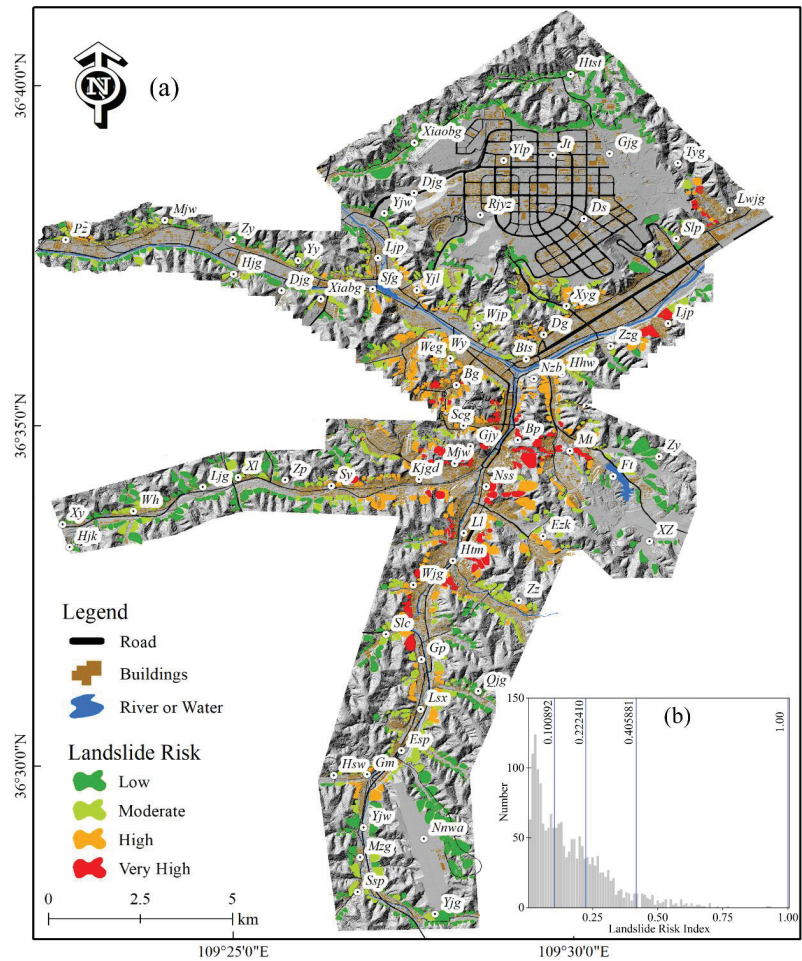 N
(a)
36°40'0"N
36°35'0"N
36°30'0"N
Htst
Xiaobg
Ylp
Jt
Gjg
Tyg
Djg
Yjw
Rjyz
Ds
Lwjg
Slp
Pz
Mjw
Zy
Yy
Ljp
Hjg
Djg
Xiabg
Sfg
Yjl
Xyg
Wjp
Dg
Ljp
Zzg
Weg
Wy
Bts
Hhw
Nzb
Bg
Scg
Gjy
Bp
Mt
Mjw
Kjgd
Nss
Ft
Zy
Ljg
Xl
Zp
Sy
Xy
Wh
Hjk
Ll
Ezk
XZ
Htm
Wjg
Zz
Slc
Gp
Qjg
Lsx
Esp
Hsw
Gm
Yjw
Nnwa
Mzg
Ssp
Yjg
Legend
Road
Buildings
River or Water
Landslide Risk
Low
Moderate
High
Very High
0
2.5
5
km
109°25'0"E
109°30'0"E
(b)
150
100
50
0
Number
0.100892
0.222410
0.405881
1.00
0.25
0.50
0.75
1.00
Landslide Risk Index